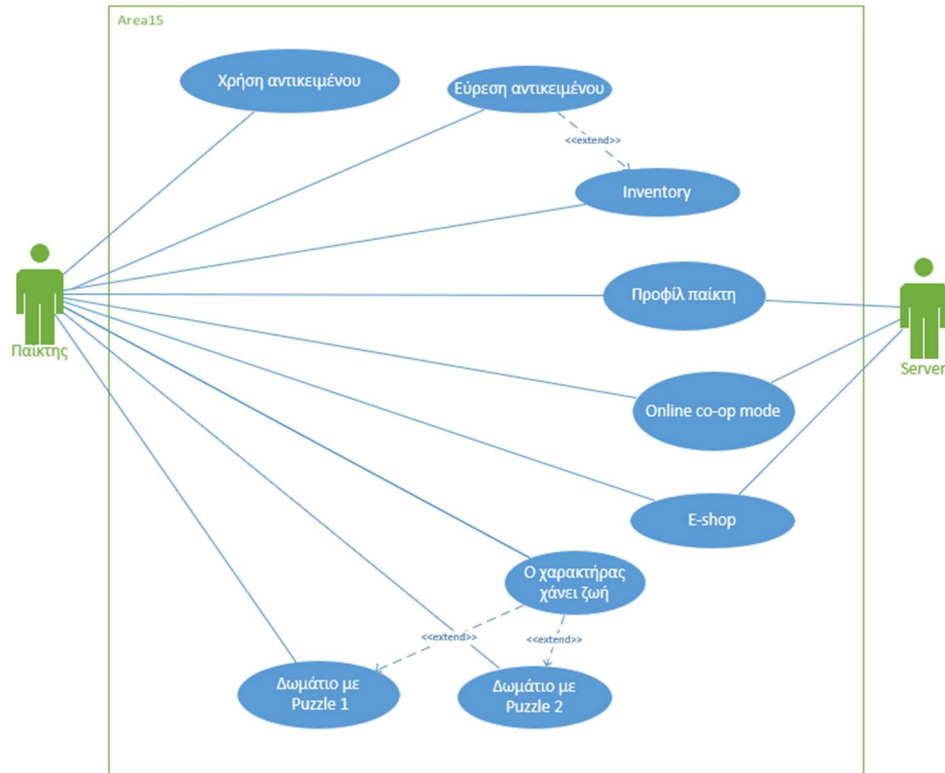 Area15
Χρήση αντικειμένου
Εύρεση αντικειμένου
<<extend>>
Inventory
Προφίλ παίκτη
Παίκτης
Server
Online co-op mode
E-shop
Ο χαρακτήρας
χάνει ζωή
<<extend>>
<<extend>>
Δωμάτιο με
Puzzle 1
Δωμάτιο με
Puzzle 2